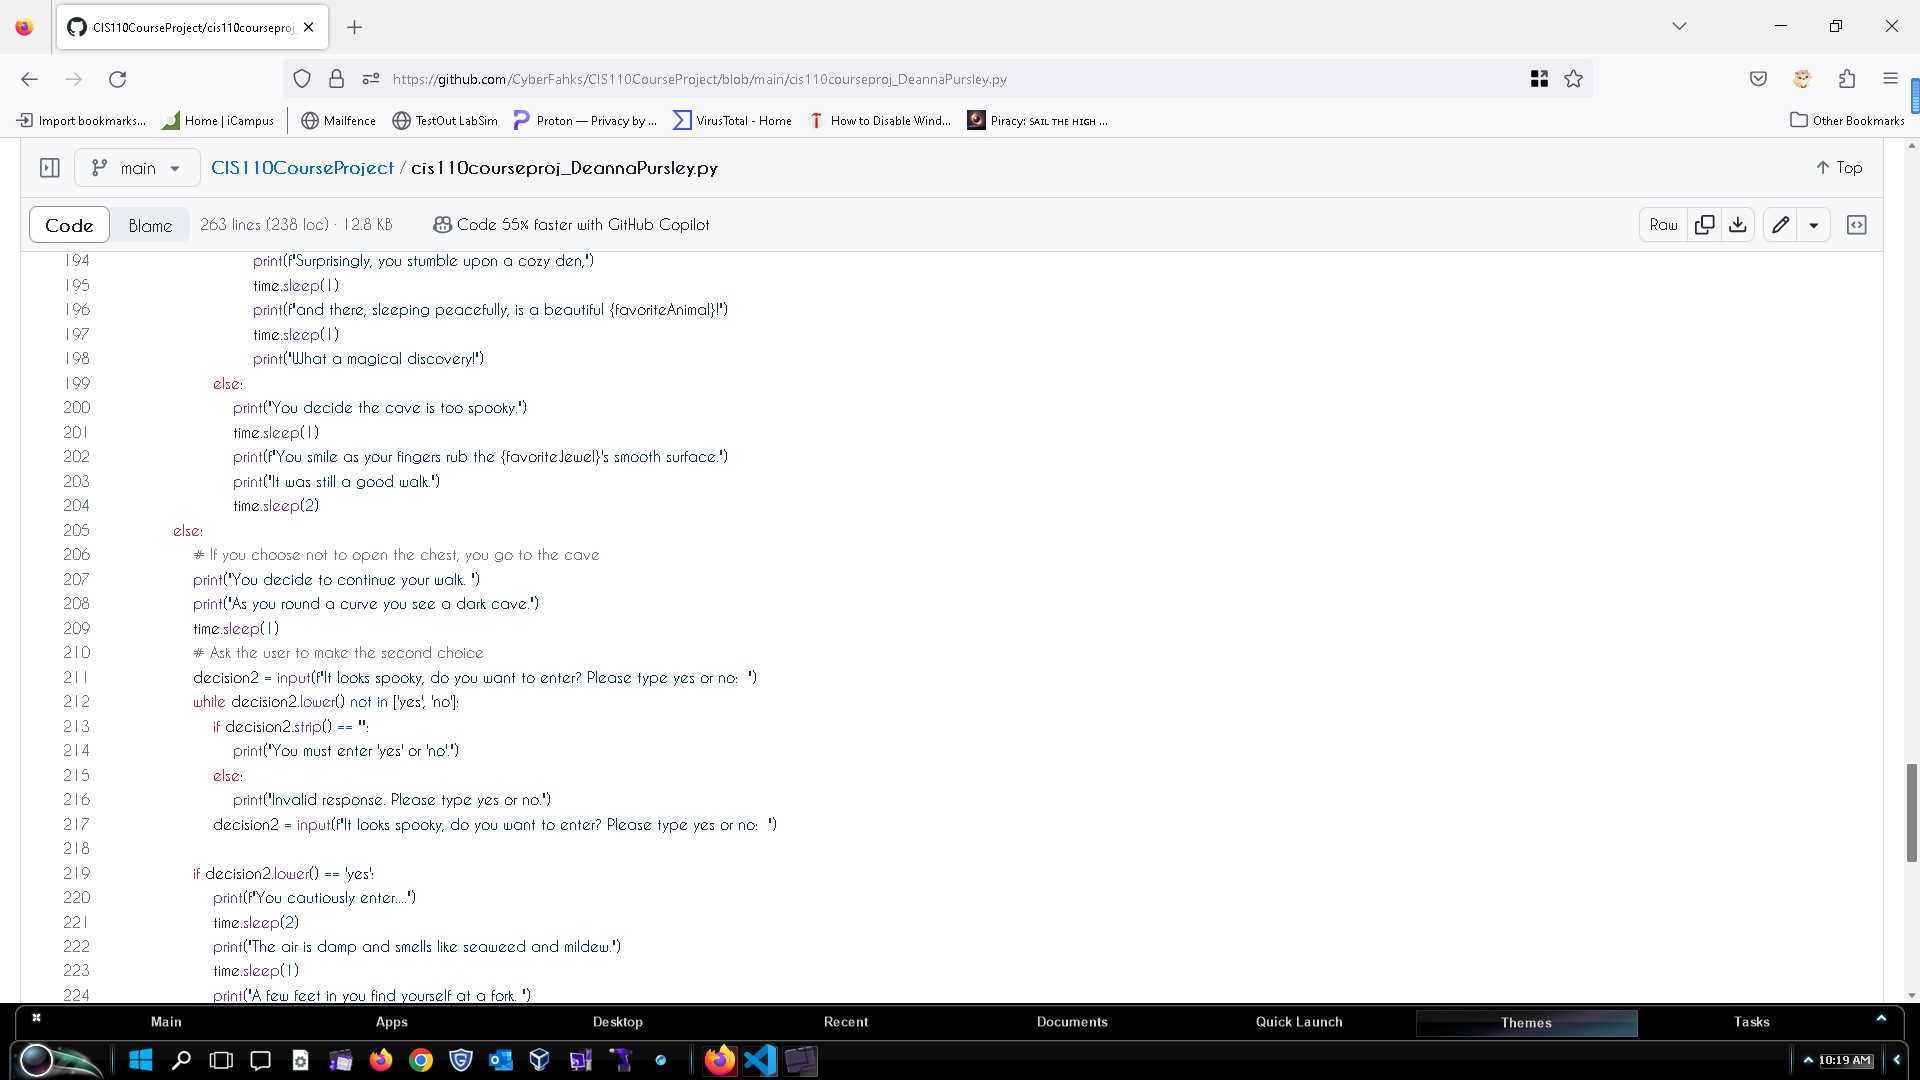 CIS110CourseProject/cis110courseproj_
https://github.com/CyberFahks/CIS110CourseProject/blob/main/cis110courseproj_DeannaPursley.py
Import bookmarks... Home | iCampus Mailfence TestOut LabSim Proton — Privacy by ... VirusTotal - Home How to Disable Wind... Piracy: SAIL THE HIGH ... Other Bookmarks
main CIS110CourseProject / cis110courseproj_DeannaPursley.py Top
Code Blame 263 lines (238 loc) · 12.8 KB Code 55% faster with GitHub Copilot Raw
194 print(f"Surprisingly, you stumble upon a cozy den,")
195 time.sleep(1)
196 print(f"and there, sleeping peacefully, is a beautiful {favoriteAnimal}!")
197 time.sleep(1)
198 print("What a magical discovery!")
199 else:
200 print("You decide the cave is too spooky.")
201 time.sleep(1)
202 print(f"You smile as your fingers rub the {favoriteJewel}'s smooth surface.")
203 print("It was still a good walk.")
204 time.sleep(2)
205 else:
206 # If you choose not to open the chest, you go to the cave
207 print("You decide to continue your walk. ")
208 print("As you round a curve you see a dark cave.")
209 time.sleep(1)
210 # Ask the user to make the second choice
211 decision2 = input(f"It looks spooky, do you want to enter? Please type yes or no:  ")
212 while decision2.lower() not in ['yes', 'no']:
213 if decision2.strip() == "":
214 print("You must enter 'yes' or 'no'.")
215 else:
216 print("Invalid response. Please type yes or no.")
217 decision2 = input(f"It looks spooky, do you want to enter? Please type yes or no:  ")
218
219 if decision2.lower() == 'yes':
220 print(f"You cautiously enter....")
221 time.sleep(2)
222 print("The air is damp and smells like seaweed and mildew.")
223 time.sleep(1)
224 print("A few feet in you find yourself at a fork. ")
Main Apps Desktop Recent Documents Quick Launch Themes Tasks
10:19 AM